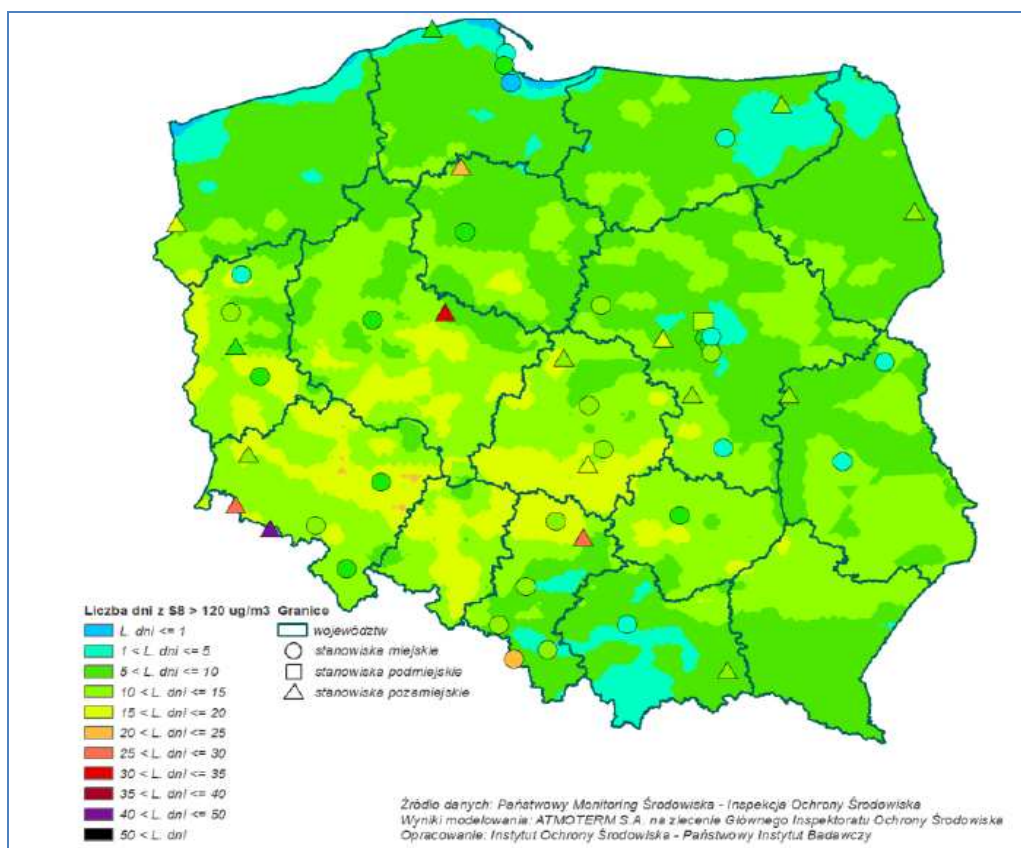 Liczba dni z S8 > 120 ug/m3 Granice
L. dni <= 1
1 < L. dni <= 5
5 < L. dni <= 10
10 < L. dni <= 15
15 < L. dni <= 20
20 < L. dni <= 25
25 < L. dni <= 30
30 < L. dni <= 35
35 < L. dni <= 40
40 < L. dni <= 50
50 < L. dni
województw
stanowiska miejskie
stanowiska podmiejskie
stanowiska pozamiejskie
Źródło danych: Państwowy Monitoring Środowiska - Inspekcja Ochrony Środowiska
Wyniki modelowania: ATMOTERM S.A. na zlecenie Głównego Inspektoratu Ochrony Środowiska
Opracowanie: Instytut Ochrony Środowiska - Państwowy Instytut Badawczy